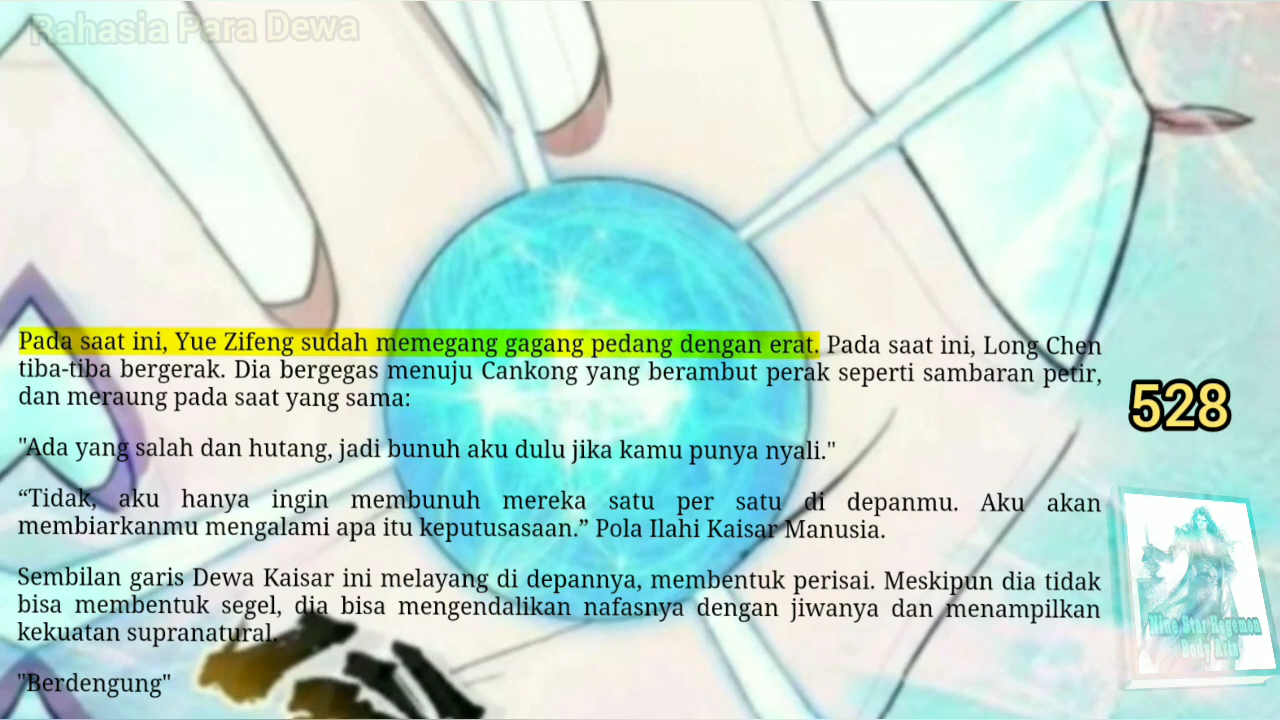 Rahasia Para Dewa
Pada saat ini, Yue Zifeng sudah memegang gagang pedang dengan erat. Pada saat ini, Long Chen
tiba-tiba bergerak. Dia bergegas menuju Cankong yang berambut perak seperti sambaran petir,
dan meraung pada saat yang sama:
"Ada yang salah dan hutang, jadi bunuh aku dulu jika kamu punya nyali."
“Tidak, aku hanya ingin membunuh mereka satu per satu di depanmu. Aku akan
membiarkanmu mengalami apa itu keputusasaan.” Pola Ilahi Kaisar Manusia.
Sembilan garis Dewa Kaisar ini melayang di depannya, membentuk perisai. Meskipun dia tidak
bisa membentuk segel, dia bisa mengendalikan nafasnya dengan jiwanya dan menampilkan
kekuatan supranatural.
"Berdengung"
528
Nine Star Hegemon
Body Arts